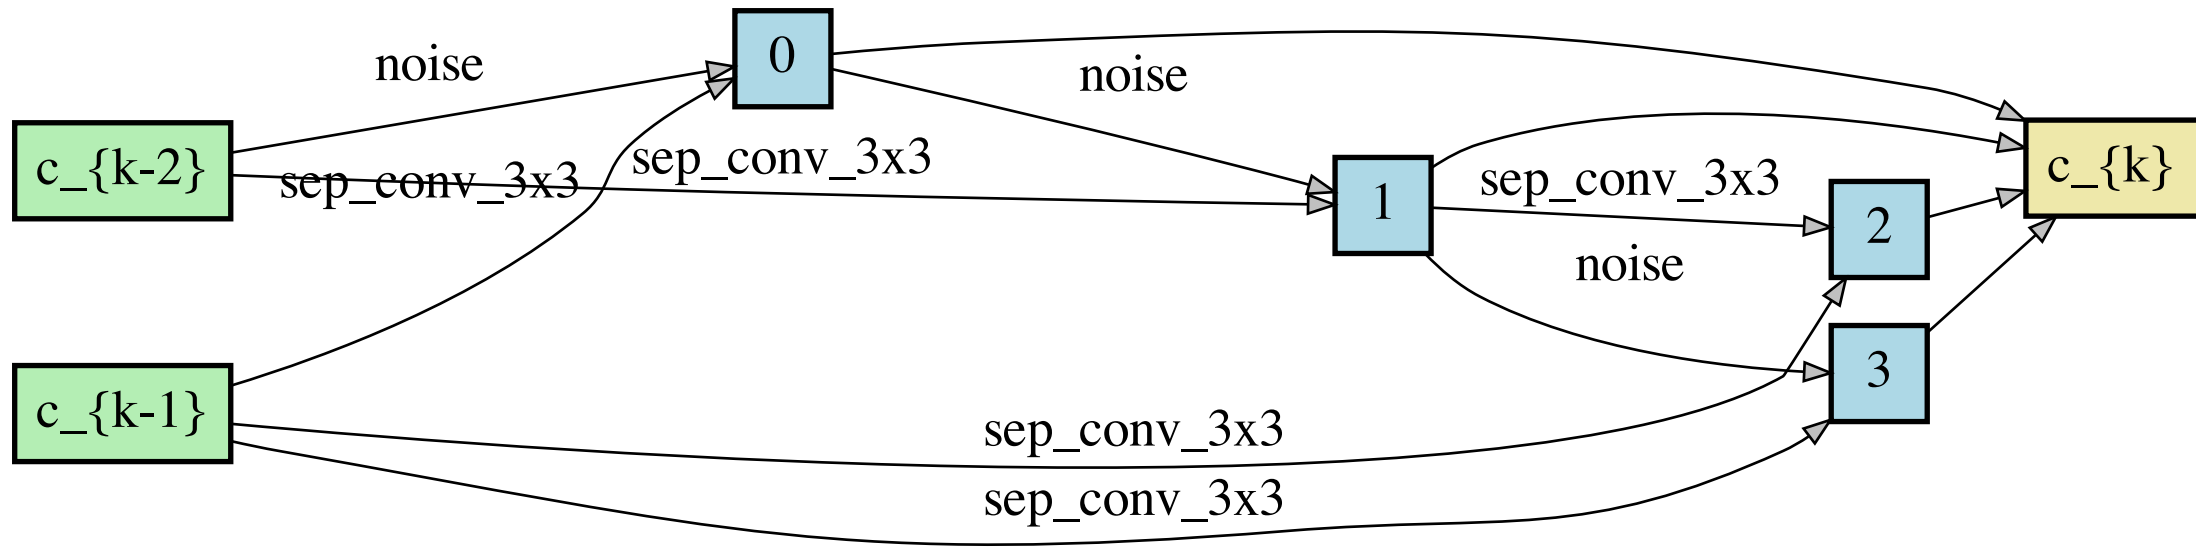 0
noise
noise
c_{k-2}
sep_conv_3x3
sep_conv_3x3
1
sep_conv_3x3
c_{k}
2
noise
3
c_{k-1}
sep_conv_3x3
sep_conv_3x3